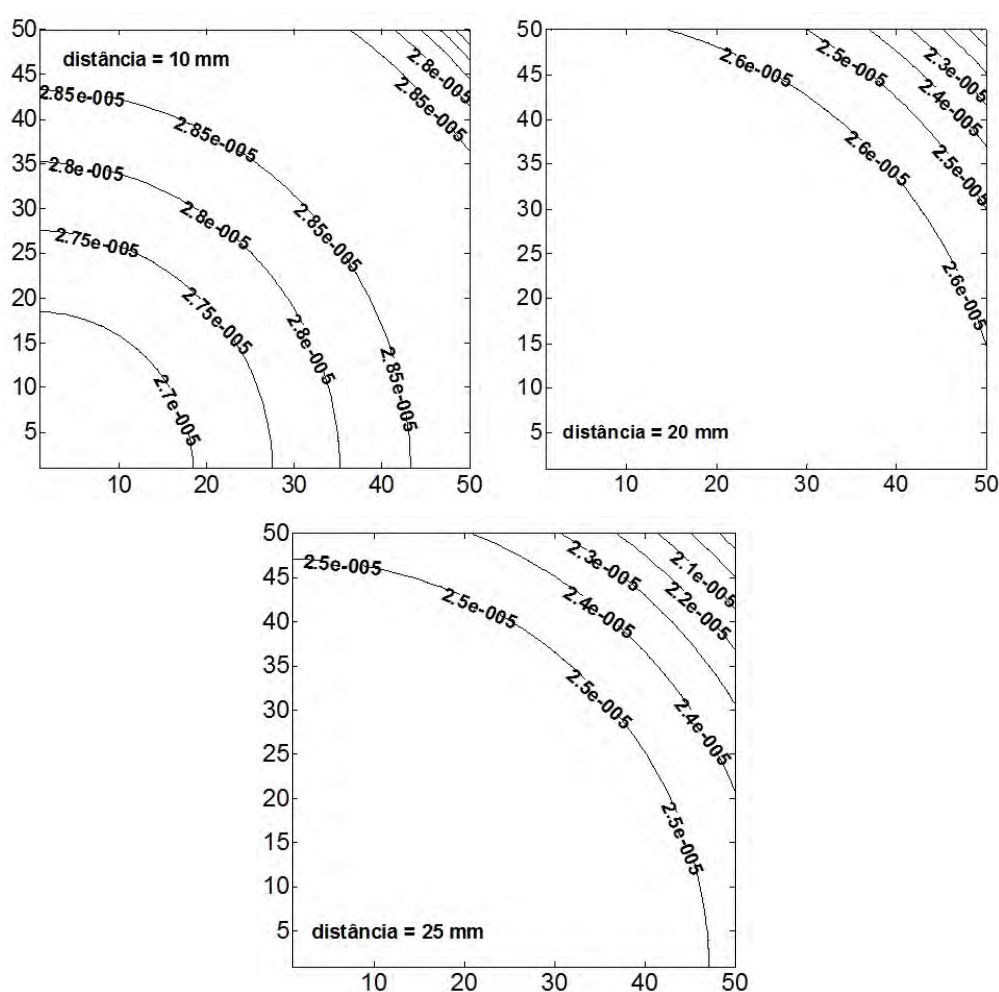 50
45
40
35
30
25
20
15
10
5
10
20
30
40
50
distância = 10 mm
2.8e-005
2.85e-005
2.85e-005
2.85e-005
2.85e-005
2.85e-005
2.8e-005
2.8e-005
2.8e-005
2.75e-005
2.75e-005
2.7e-005
50
45
40
35
30
25
20
15
10
5
10
20
30
40
50
2.6e-005
2.5e-005
2.3e-005
2.4e-005
2.6e-005
2.5e-005
2.6e-005
distância = 20 mm
50
45
40
35
30
25
20
15
10
5
10
20
30
40
50
2.5e-005
2.3e-005
2.1e-005
2.2e-005
2.5e-005
2.4e-005
2.5e-005
2.4e-005
2.5e-005
distância = 25 mm